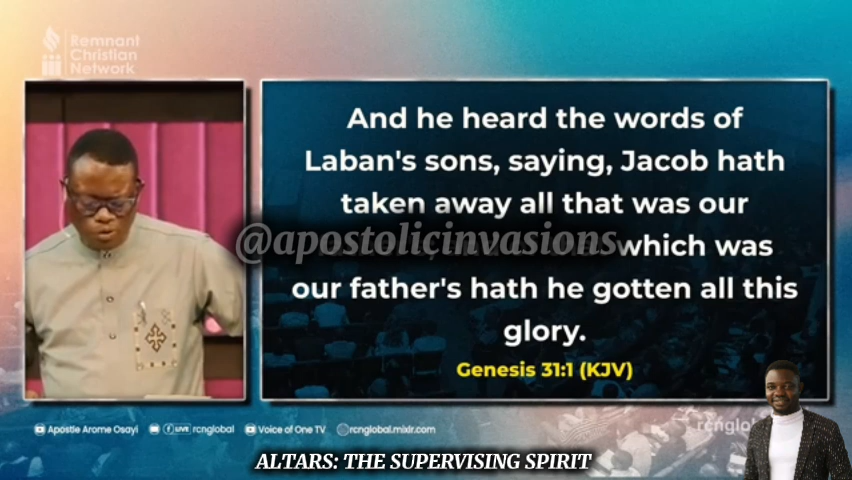 Remnant
Christian
Network
And he heard the words of
Laban's sons, saying, Jacob hath
taken away all that was our
which was
our father's hath he gotten all this
glory.
Genesis 31:1 (KJV)
@apostolicinvasions
Apostle Arome Osayi
LIVE rcnglobal
Voice of One TV
rcnglobal.mixlr.com
ALTARS: THE SUPERVISING SPIRIT